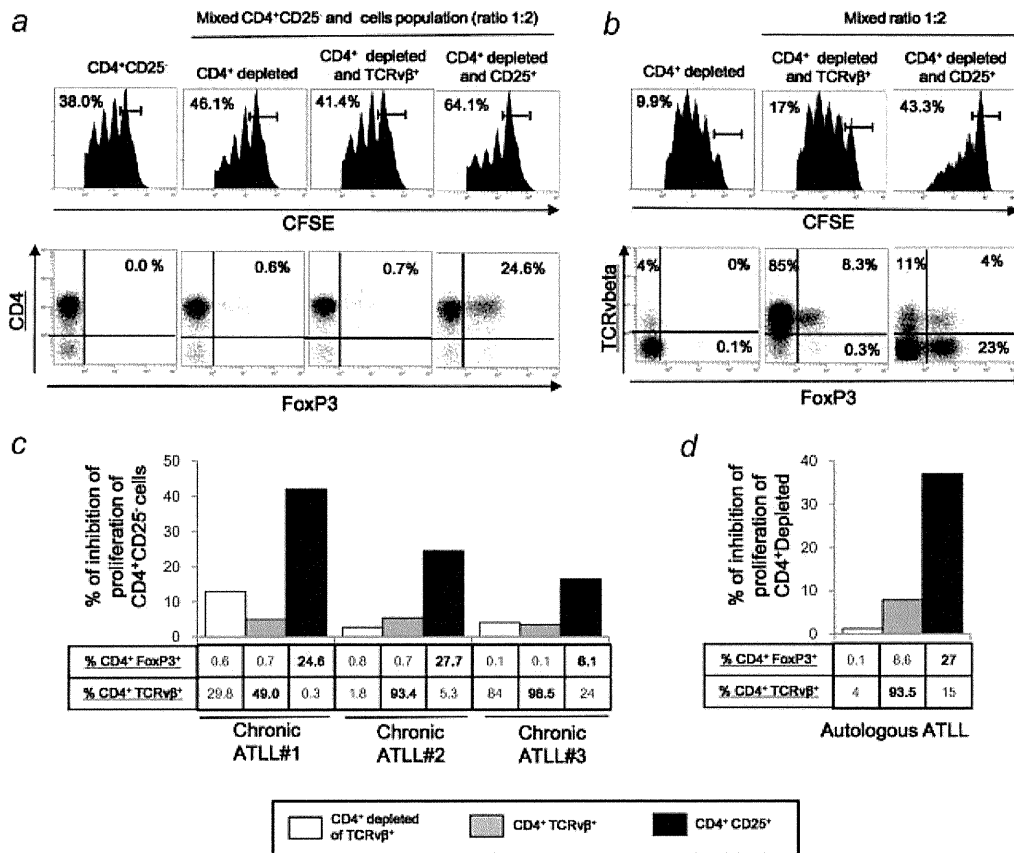 a
Mixed CD4⁺CD25⁻ and cells population (ratio 1:2)
CD4⁺CD25⁻
CD4⁺ depleted
CD4⁺ depleted and TCRvβ⁺
CD4⁺ depleted and CD25⁺
38.0%
46.1%
41.4%
64.1%
CFSE
CD4
0.0 %
0.6%
0.7%
24.6%
FoxP3
b
Mixed ratio 1:2
CD4⁺ depleted
CD4⁺ depleted and TCRvβ⁺
CD4⁺ depleted and CD25⁺
9.9%
17%
43.3%
CFSE
TCRvbeta
4% 0%
0.1%
85% 8.3%
0.3%
11% 4%
23%
FoxP3
c
% of inhibition of
proliferation of
CD4⁺CD25⁻ cells
50
40
30
20
10
0
% CD4⁺ FoxP3⁺ 0.6 0.7 24.6 0.8 0.7 27.7 0.1 0.1 8.1
% CD4⁺ TCRvβ⁺ 29.8 49.0 0.3 1.8 93.4 5.3 84 98.5 24
Chronic ATLL#1
Chronic ATLL#2
Chronic ATLL#3
d
% of inhibition of
proliferation of
CD4⁺Depleted
40
30
20
10
0
% CD4⁺ FoxP3⁺ 0.1 8.6 27
% CD4⁺ TCRvβ⁺ 4 93.5 15
Autologous ATLL
CD4⁺ depleted of TCRvβ⁺
CD4⁺ TCRvβ⁺
CD4⁺ CD25⁺